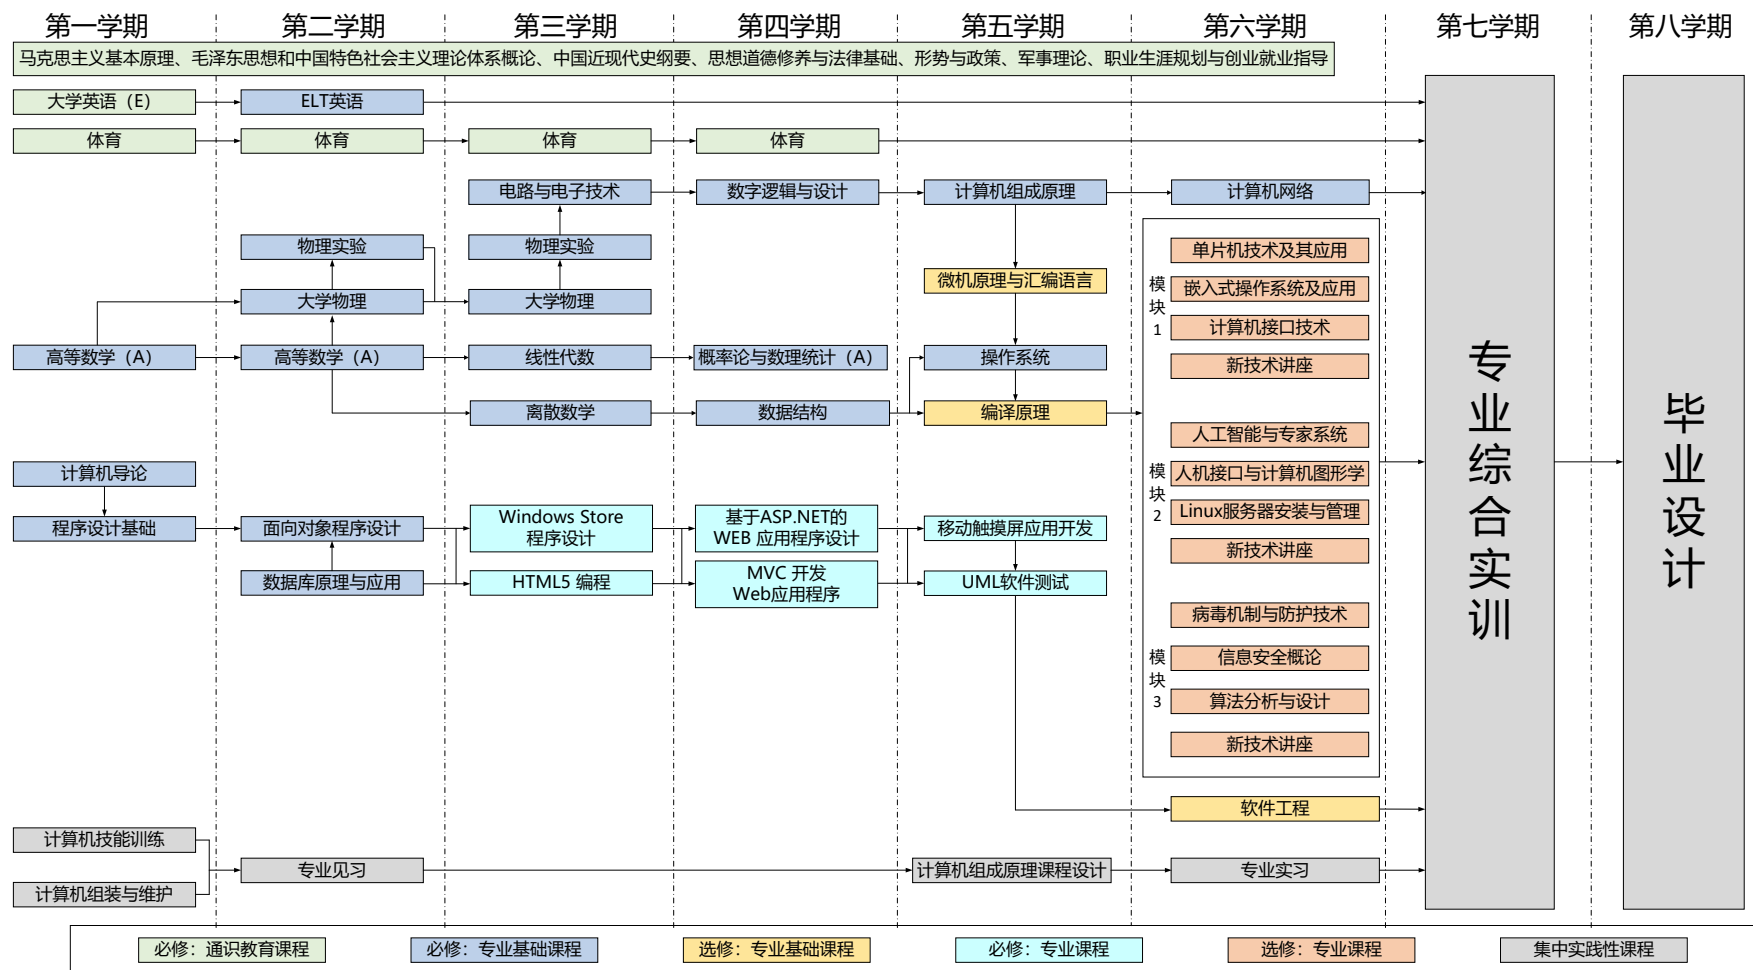 第一学期
第二学期
第三学期
第四学期
第五学期
第六学期
第七学期
第八学期
马克思主义基本原理、毛泽东思想和中国特色社会主义理论体系概论、中国近现代史纲要、思想道德修养与法律基础、形势与政策、军事理论、职业生涯规划与创业就业指导
大学英语（E）
ELT英语
体育
体育
体育
体育
电路与电子技术
数字逻辑与设计
计算机组成原理
计算机网络
物理实验
物理实验
大学物理
大学物理
微机原理与汇编语言
高等数学（A）
高等数学（A）
线性代数
概率论与数理统计（A）
操作系统
离散数学
数据结构
编译原理
模块1
单片机技术及其应用
嵌入式操作系统及应用
计算机接口技术
新技术讲座
模块2
人工智能与专家系统
人机接口与计算机图形学
Linux服务器安装与管理
新技术讲座
模块3
病毒机制与防护技术
信息安全概论
算法分析与设计
新技术讲座
计算机导论
程序设计基础
面向对象程序设计
数据库原理与应用
Windows Store
程序设计
HTML5 编程
基于ASP.NET的
WEB 应用程序设计
MVC 开发
Web应用程序
移动触摸屏应用开发
UML软件测试
软件工程
计算机技能训练
计算机组装与维护
专业见习
计算机组成原理课程设计
专业实习
专业综合实训
毕业设计
必修：通识教育课程
必修：专业基础课程
选修：专业基础课程
必修：专业课程
选修：专业课程
集中实践性课程